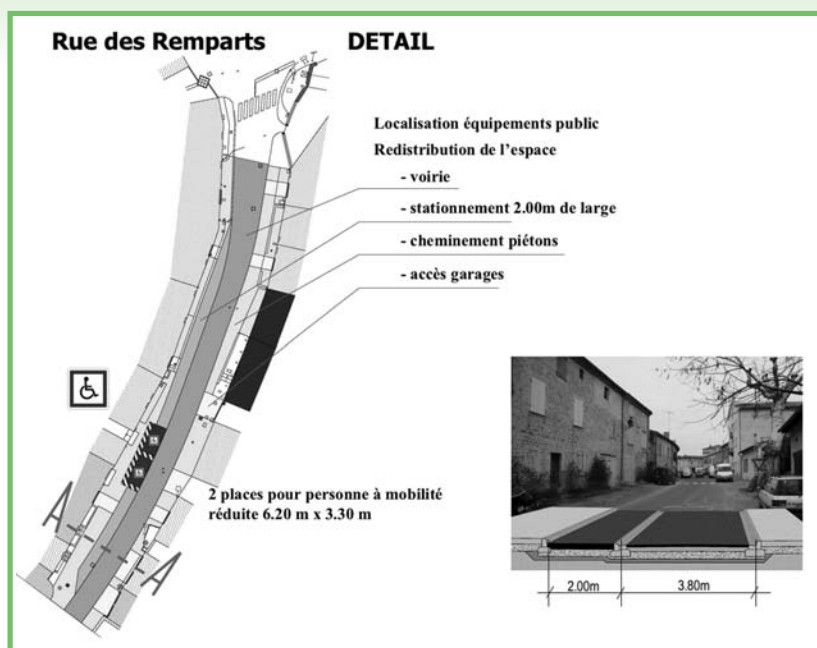 Rue des Remparts DETAIL
Localisation équipements public
Redistribution de l'espace
- voirie
- stationnement 2.00m de large
- cheminement piétons
- accès garages
2 places pour personne à mobilité
réduite 6.20 m x 3.30 m
A
A
2.00m 3.80m